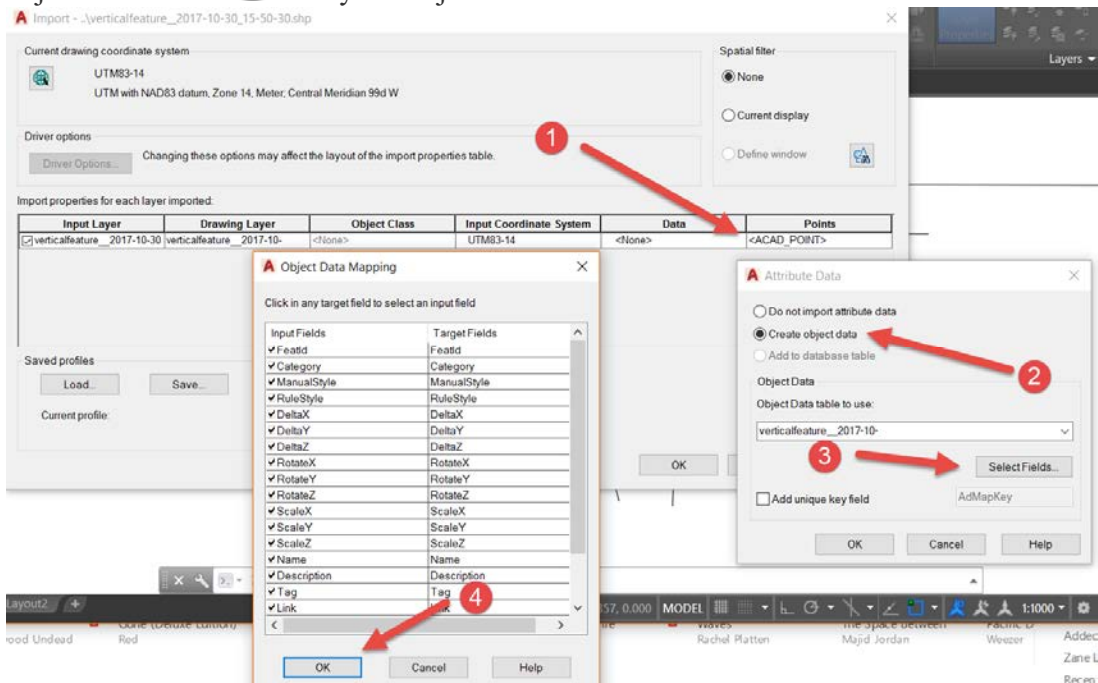 Import - ..\verticalfeature__2017-10-30_15-50-30.shp
Current drawing coordinate system
UTM83-14
UTM with NAD83 datum, Zone 14, Meter; Central Meridian 99d W
Spatial filter
None
Current display
Define window
Layers
Driver options
Driver Options...
Changing these options may affect the layout of the import properties table.
1
Import properties for each layer imported:
Input Layer Drawing Layer Object Class Input Coordinate System Data Points
verticalfeature__2017-10-30 verticalfeature__2017-10- <None> UTM83-14 <None> <ACAD_POINT>
Saved profiles
Load... Save...
Current profile:
OK
Object Data Mapping
Click in any target field to select an input field
Input Fields Target Fields
FeatId FeatId
Category Category
ManualStyle ManualStyle
RuleStyle RuleStyle
DeltaX DeltaX
DeltaY DeltaY
DeltaZ DeltaZ
RotateX RotateX
RotateY RotateY
RotateZ RotateZ
ScaleX ScaleX
ScaleY ScaleY
ScaleZ ScaleZ
Name Name
Description Description
Tag Tag
Link
4
OK Cancel Help
Attribute Data
Do not import attribute data
Create object data
Add to database table
2
Object Data
Object Data table to use:
verticalfeature__2017-10-
3
Select Fields...
Add unique key field AdMapKey
OK Cancel Help
Layout2 +
0.000 MODEL 1:1000
Undead Red
Waves
Rachel Platten
The Space Between
Majid Jordan
Weezer
Zane L